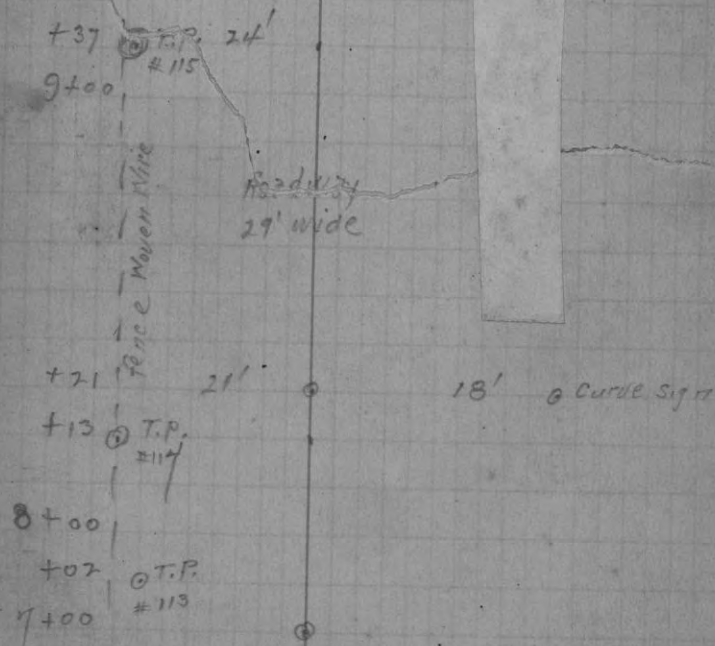 +37 T.P. 24'
#115
9+00
Fence Woven Wire
Roadway
29' wide
+21 21' 18' Curve Sign
+13 T.P.
#114
8+00
+02 T.P.
#113
7+00